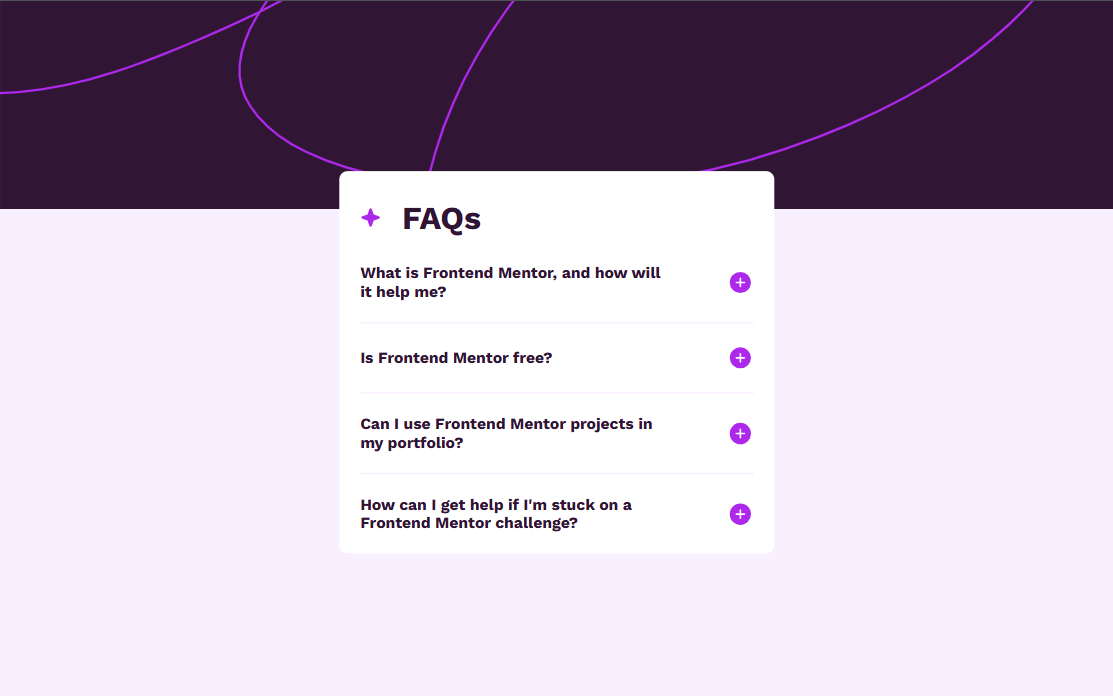 FAQs
What is Frontend Mentor, and how will
it help me?
Is Frontend Mentor free?
Can I use Frontend Mentor projects in
my portfolio?
How can I get help if I'm stuck on a
Frontend Mentor challenge?